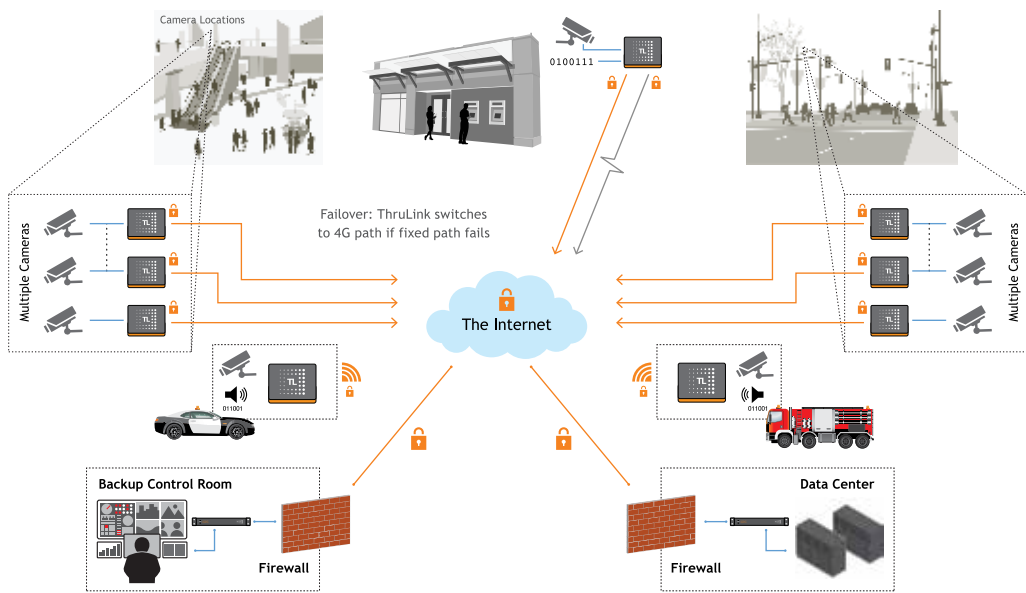 Camera Locations
TL
0100111
Failover: ThruLink switches
to 4G path if fixed path fails
Multiple Cameras
TL
TL
TL
TL
TL
TL
Multiple Cameras
The Internet
TL
011001
TL
011001
Backup Control Room
Firewall
Data Center
Firewall